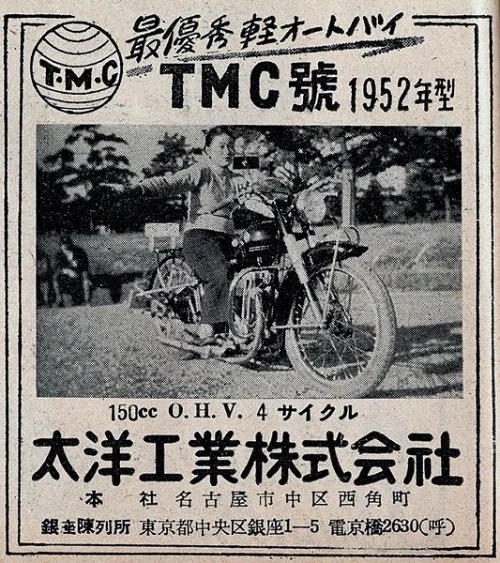 T.M.C
最優秀軽オートバイ
TMC號 1952年型
150cc O.H.V. 4 サイクル
太洋工業株式会社
本 社 名古屋市中区西角町
銀座陳列所 東京都中央区銀座1—5 電京橋2630(呼)